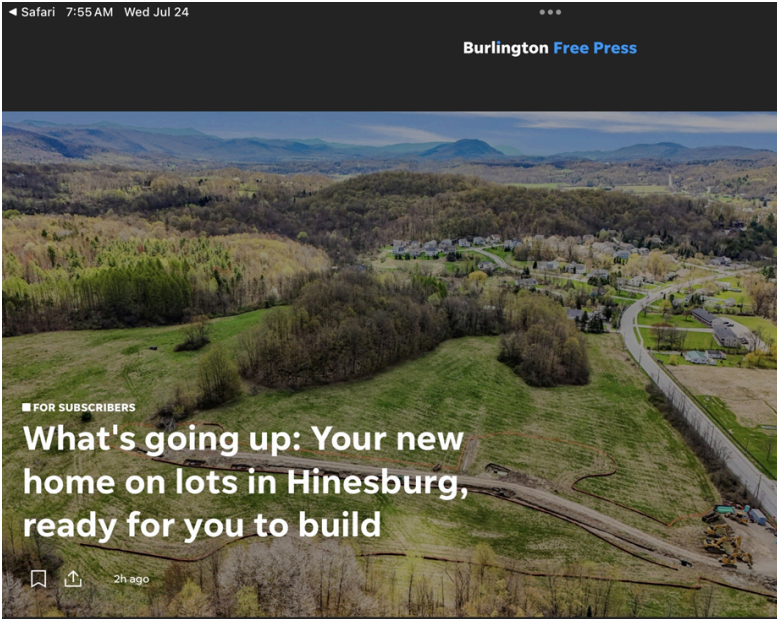 ◀ Safari 7:55 AM Wed Jul 24
Burlington Free Press
FOR SUBSCRIBERS
What's going up: Your new
home on lots in Hinesburg,
ready for you to build
2h ago